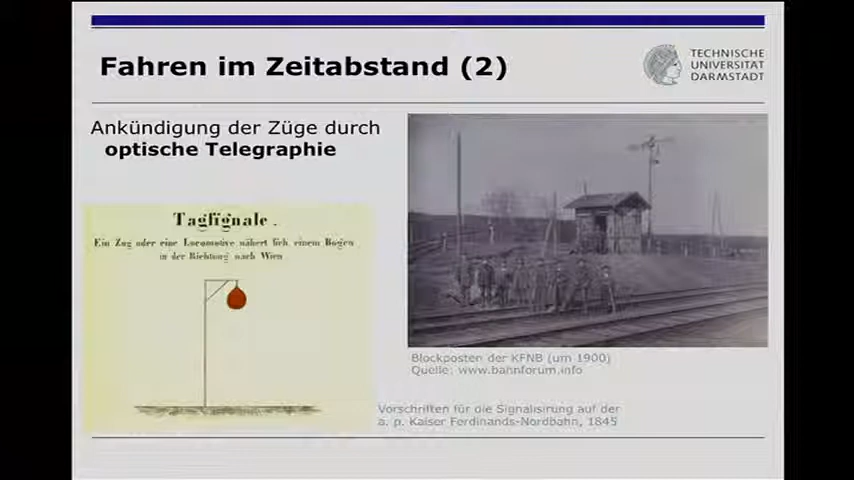 Fahren im Zeitabstand (2)
TECHNISCHE
UNIVERSITÄT
DARMSTADT
Ankündigung der Züge durch
optische Telegraphie
Tagsignale.
Ein Zug oder eine Locomotive nähert sich einem Bogen
in der Richtung nach Wien
Blockposten der KFNB (um 1900)
Quelle: www.bahnforum.info
Vorschriften für die Signalisirung auf der
a. p. Kaiser Ferdinands-Nordbahn, 1845